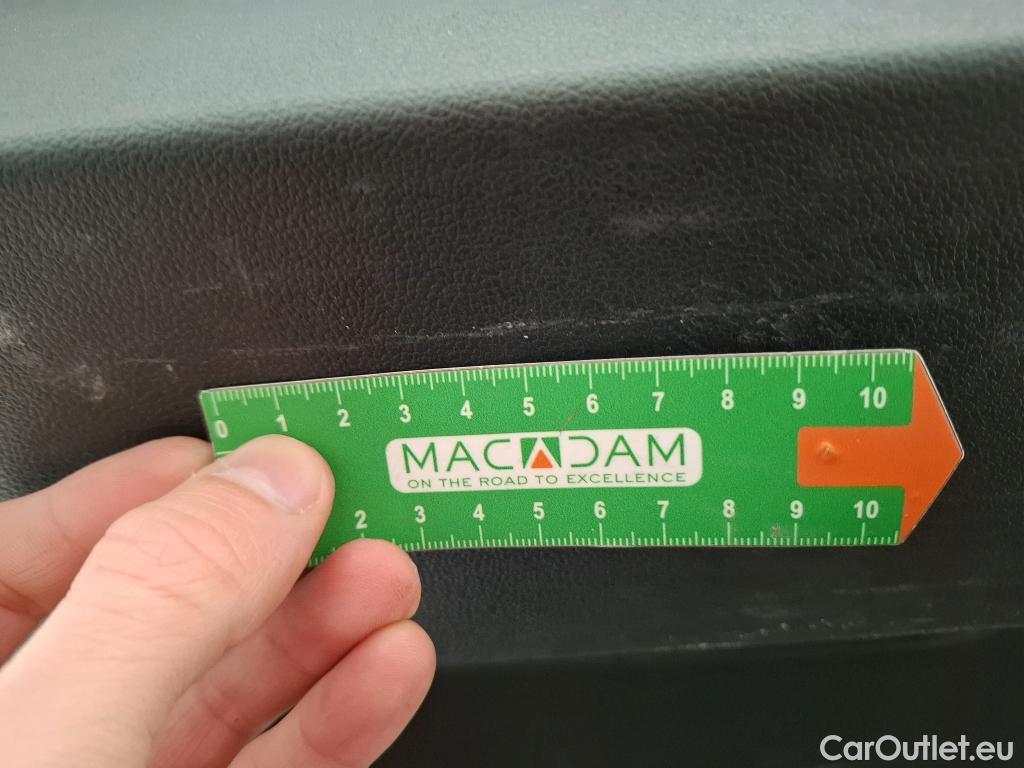 0 1 2 3 4 5 6 7 8 9 10
MACADAM
ON THE ROAD TO EXCELLENCE
2 3 4 5 6 7 8 9 10
CarOutlet.eu